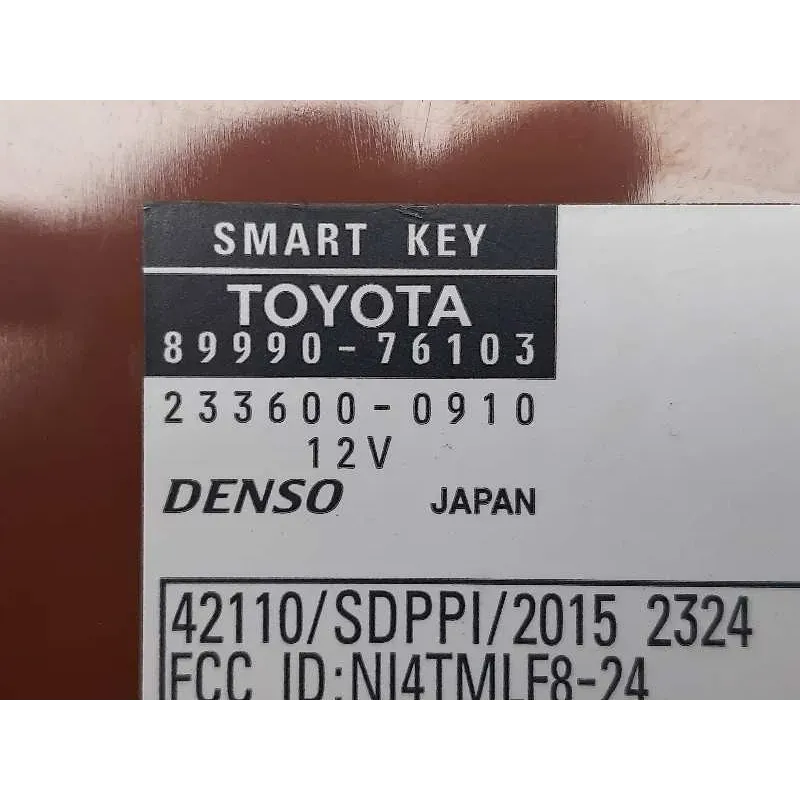 SMART KEY
TOYOTA
89990-76103
233600-0910
12V
DENSO JAPAN
42110/SDPPI/2015 2324
FCC ID:NI4TMLF8-24